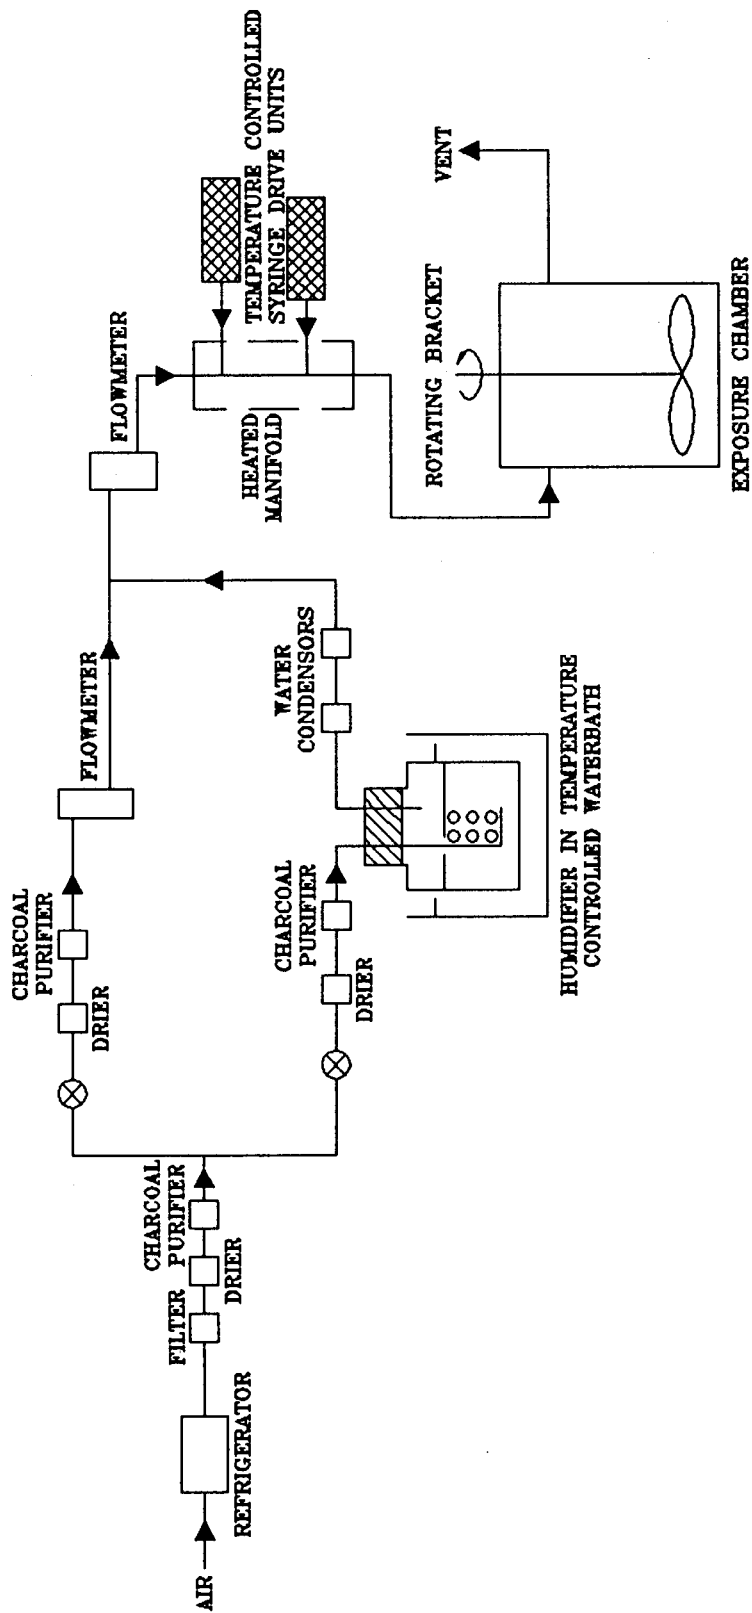 AIR
REFRIGERATOR
FILTER
DRIER
CHARCOAL
PURIFIER
CHARCOAL
PURIFIER
DRIER
FLOWMETER
DRIER
CHARCOAL
PURIFIER
HUMIDIFIER IN TEMPERATURE
CONTROLLED WATERBATH
WATER
CONDENSORS
FLOWMETER
HEATED
MANIFOLD
TEMPERATURE CONTROLLED
SYRINGE DRIVE UNITS
ROTATING BRACKET
VENT
EXPOSURE CHAMBER